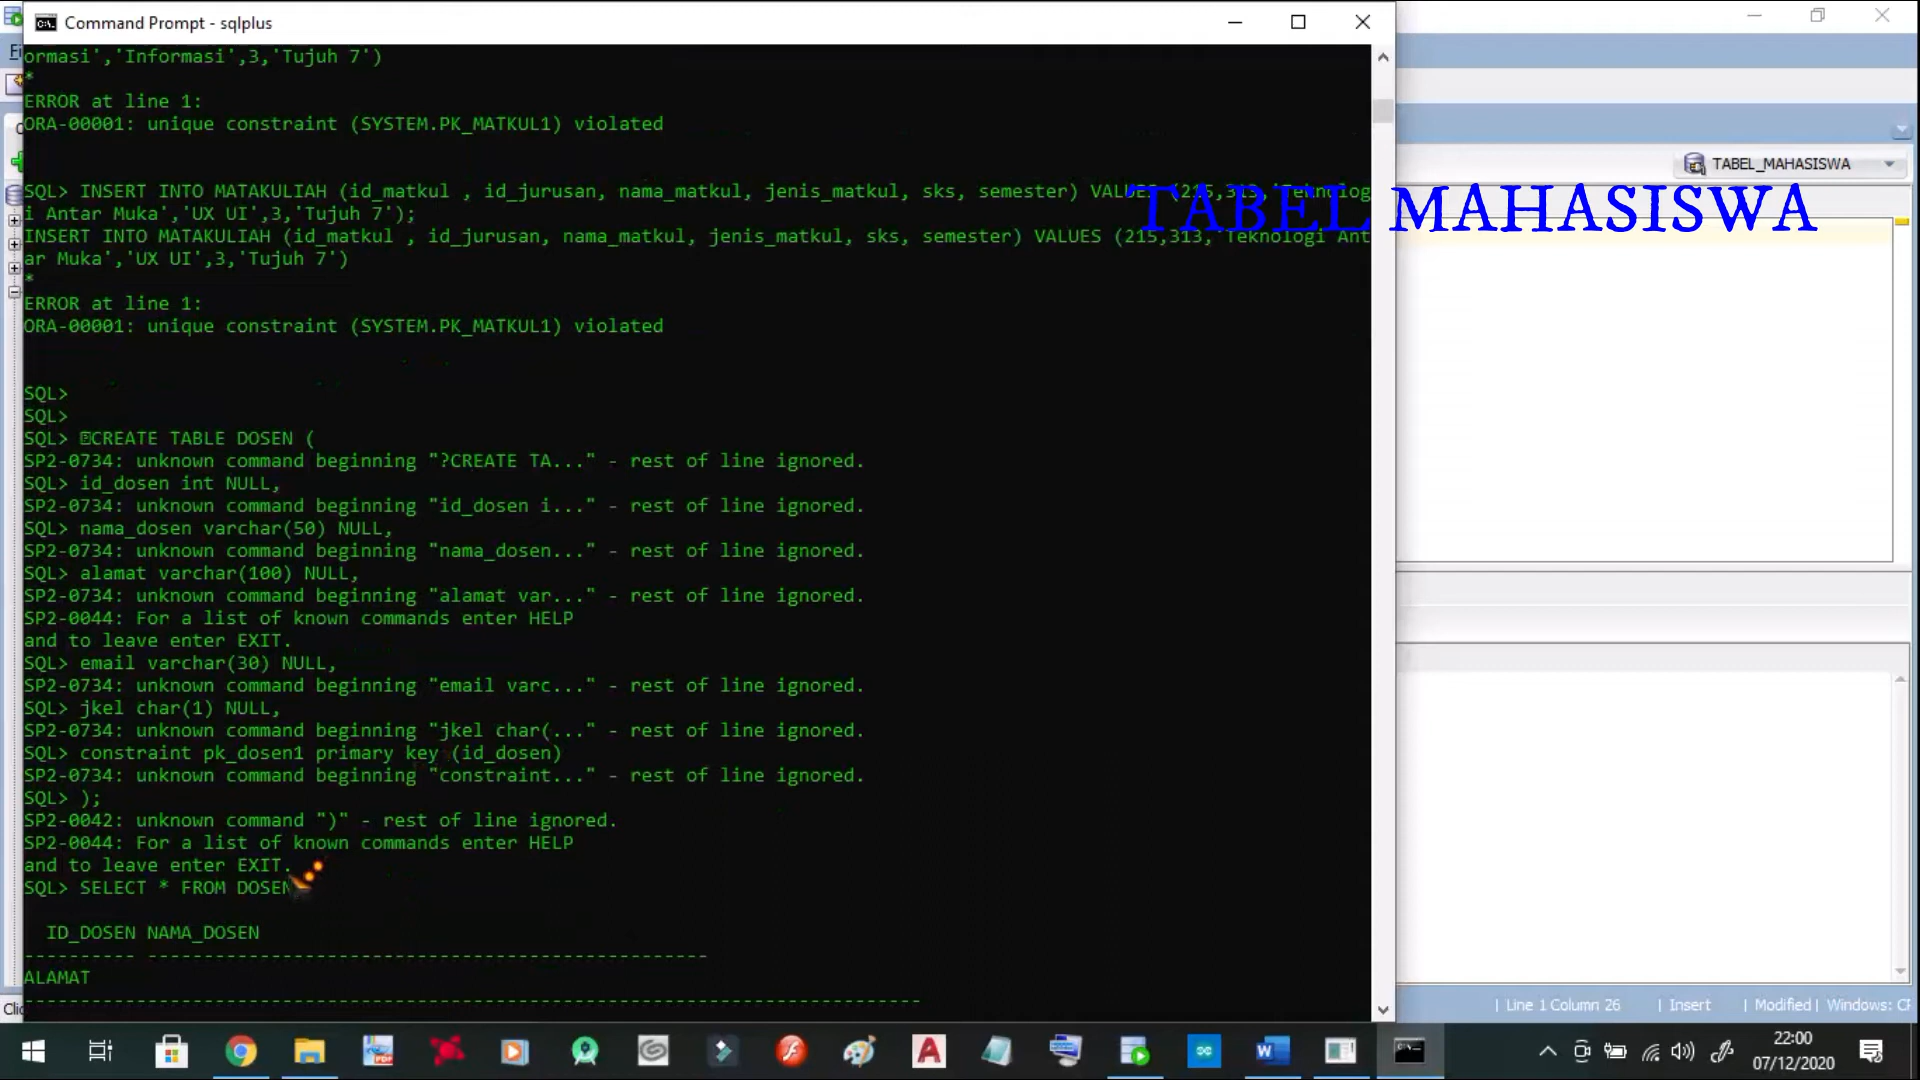 Command Prompt - sqlplus
ormasi','Informasi',3,'Tujuh 7')
*
ERROR at line 1:
ORA-00001: unique constraint (SYSTEM.PK_MATKUL1) violated
SQL> INSERT INTO MATAKULIAH (id_matkul , id_jurusan, nama_matkul, jenis_matkul, sks, semester) VALUES (215,313,'Teknolog
i Antar Muka','UX UI',3,'Tujuh 7');
INSERT INTO MATAKULIAH (id_matkul , id_jurusan, nama_matkul, jenis_matkul, sks, semester) VALUES (215,313,'Teknologi Ant
ar Muka','UX UI',3,'Tujuh 7')
*
ERROR at line 1:
ORA-00001: unique constraint (SYSTEM.PK_MATKUL1) violated
SQL>
SQL>
SQL> CREATE TABLE DOSEN (
SP2-0734: unknown command beginning "?CREATE TA..." - rest of line ignored.
SQL> id_dosen int NULL,
SP2-0734: unknown command beginning "id_dosen i..." - rest of line ignored.
SQL> nama_dosen varchar(50) NULL,
SP2-0734: unknown command beginning "nama_dosen..." - rest of line ignored.
SQL> alamat varchar(100) NULL,
SP2-0734: unknown command beginning "alamat var..." - rest of line ignored.
SP2-0044: For a list of known commands enter HELP
and to leave enter EXIT.
SQL> email varchar(30) NULL,
SP2-0734: unknown command beginning "email varc..." - rest of line ignored.
SQL> jkel char(1) NULL,
SP2-0734: unknown command beginning "jkel char(..." - rest of line ignored.
SQL> constraint pk_dosen1 primary key (id_dosen)
SP2-0734: unknown command beginning "constraint..." - rest of line ignored.
SQL> );
SP2-0042: unknown command ")" - rest of line ignored.
SP2-0044: For a list of known commands enter HELP
and to leave enter EXIT.
SQL> SELECT * FROM DOSEN
ID_DOSEN NAMA_DOSEN
---------- --------------------------------------------------
ALAMAT
--------------------------------------------------------------------------------
TABEL_MAHASISWA
TABEL MAHASISWA
Line 1 Column 26
Insert
Modified
Windows: CR
22:00
07/12/2020